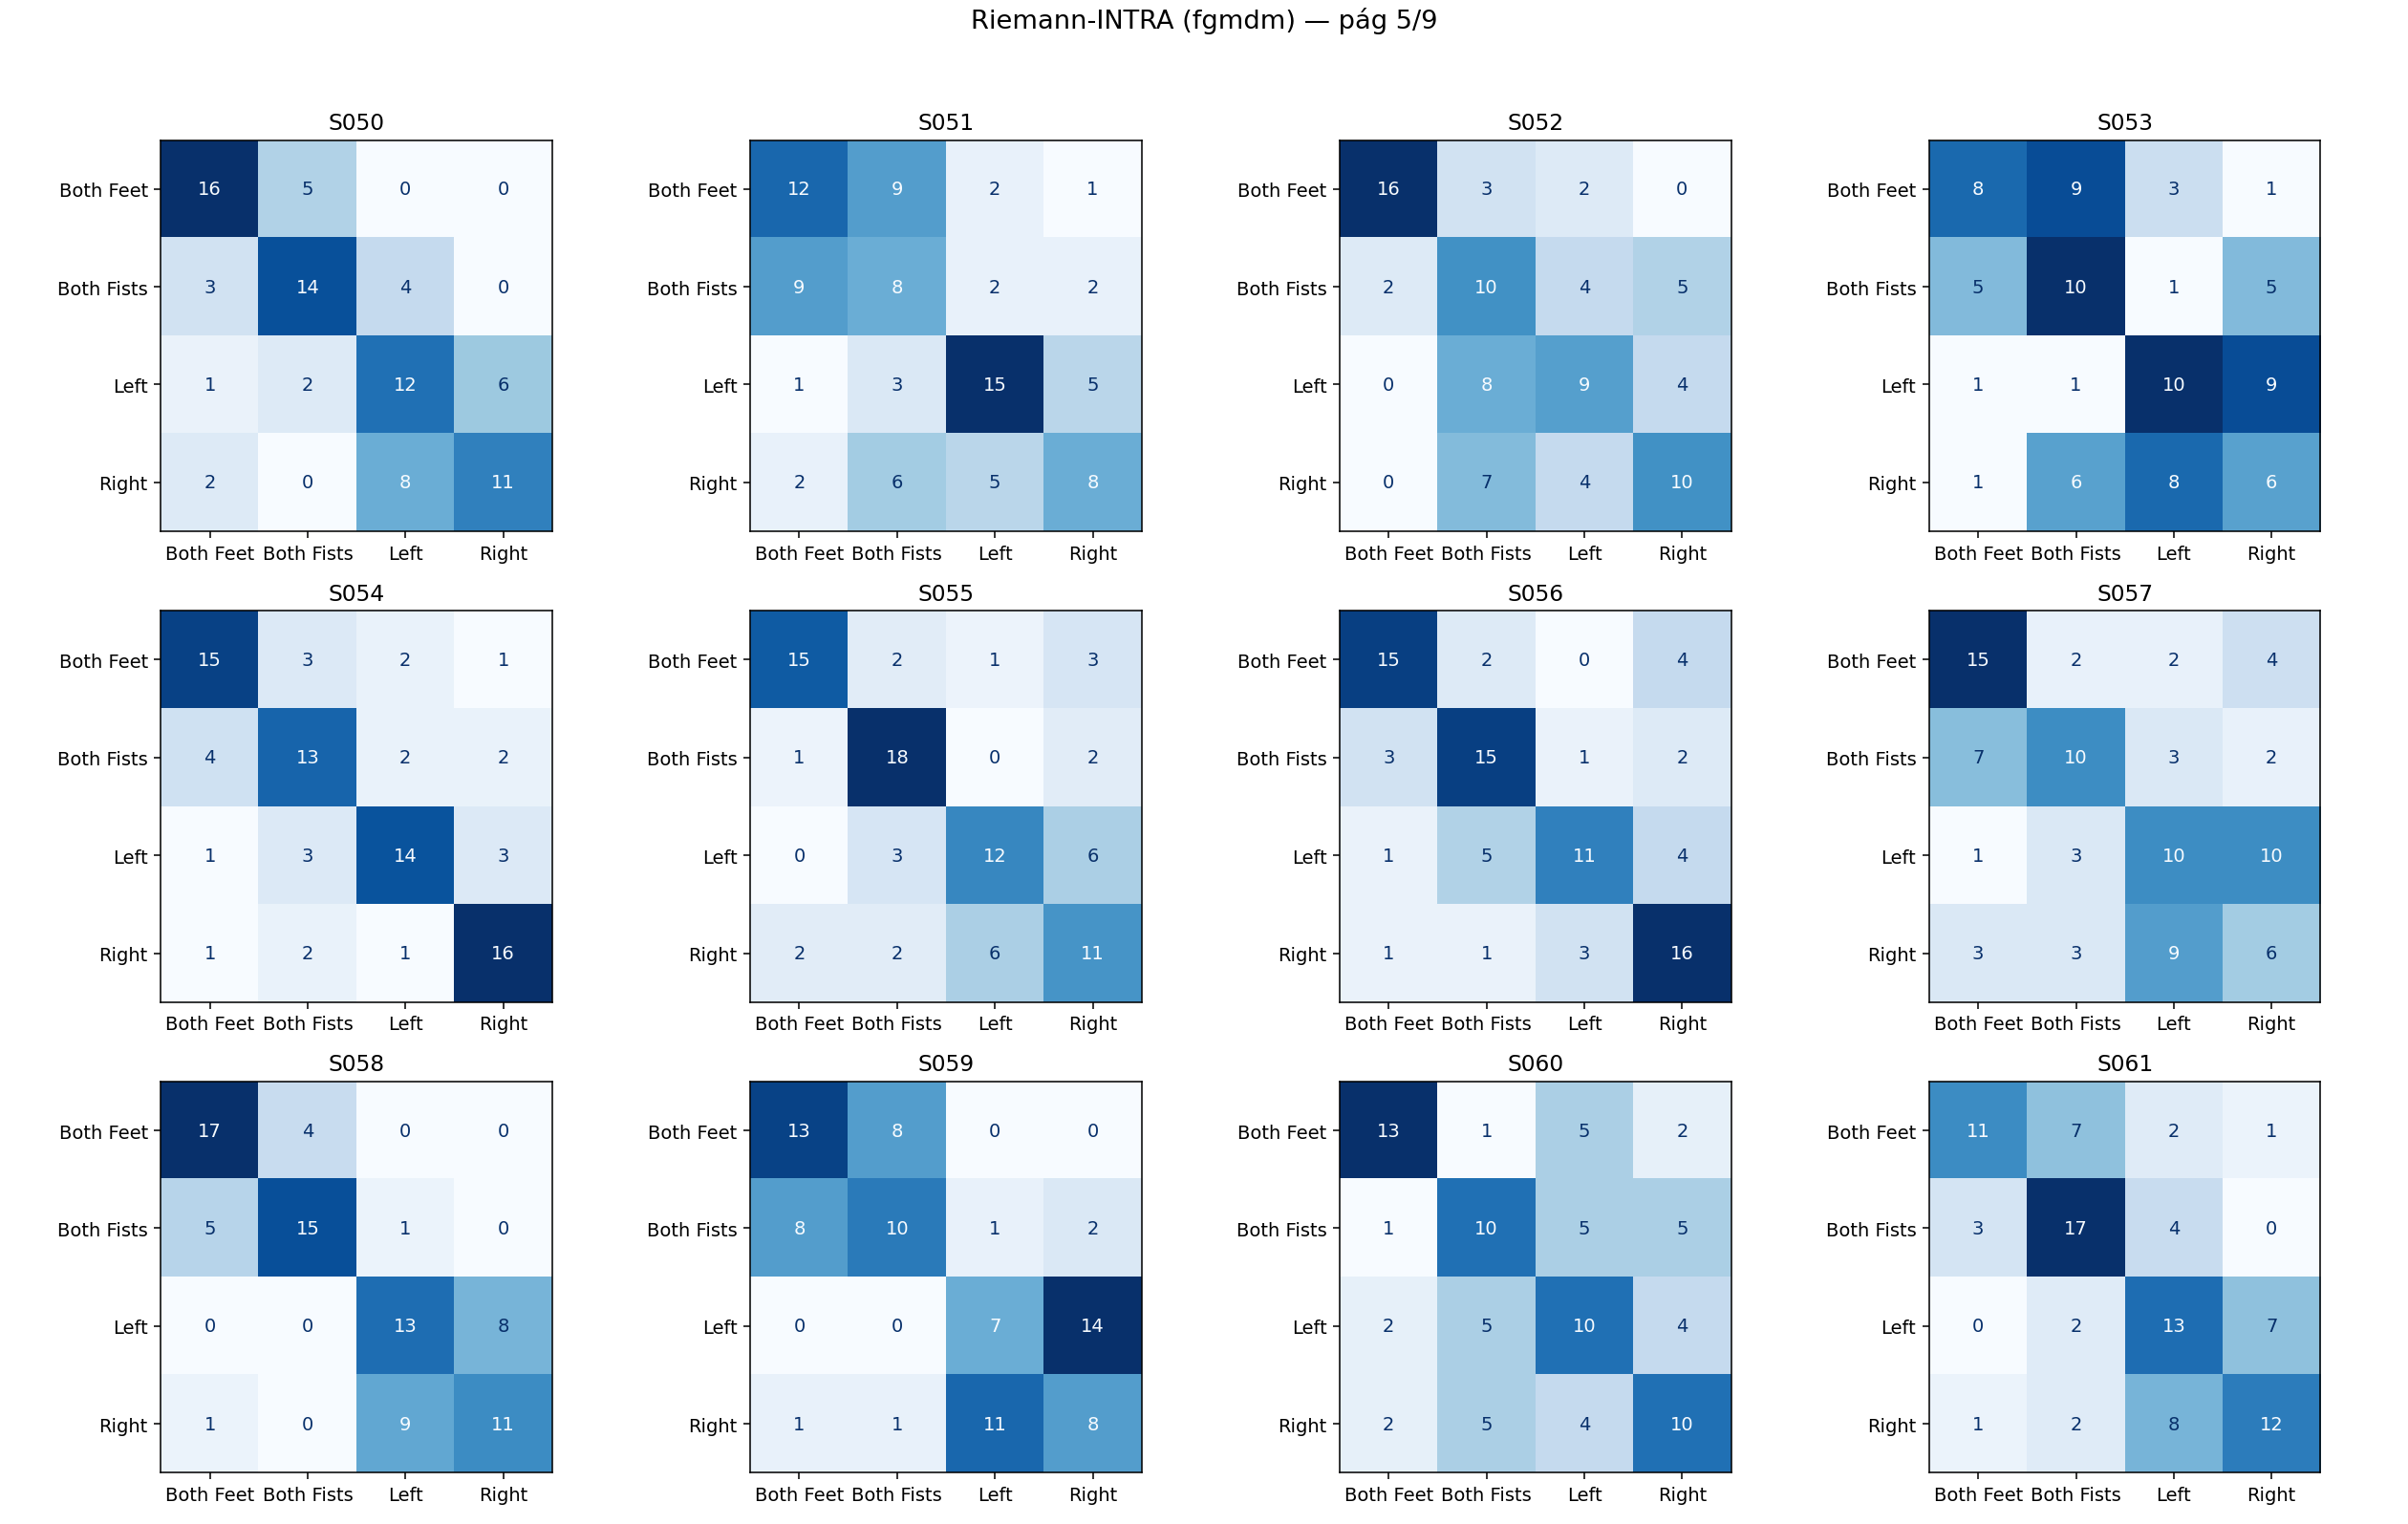 Riemann-INTRA (fgmdm) — pág 5/9
S050 S051 S052 S053
Both Feet 16 5 0 0 Both Feet 12 9 2 1 Both Feet 16 3 2 0 Both Feet 8 9 3 1
Both Fists 3 14 4 0 Both Fists 9 8 2 2 Both Fists 2 10 4 5 Both Fists 5 10 1 5
Left 1 2 12 6 Left 1 3 15 5 Left 0 8 9 4 Left 1 1 10 9
Right 2 0 8 11 Right 2 6 5 8 Right 0 7 4 10 Right 1 6 8 6
Both Feet Both Fists Left Right Both Feet Both Fists Left Right Both Feet Both Fists Left Right Both Feet Both Fists Left Right
S054 S055 S056 S057
Both Feet 15 3 2 1 Both Feet 15 2 1 3 Both Feet 15 2 0 4 Both Feet 15 2 2 4
Both Fists 4 13 2 2 Both Fists 1 18 0 2 Both Fists 3 15 1 2 Both Fists 7 10 3 2
Left 1 3 14 3 Left 0 3 12 6 Left 1 5 11 4 Left 1 3 10 10
Right 1 2 1 16 Right 2 2 6 11 Right 1 1 3 16 Right 3 3 9 6
Both Feet Both Fists Left Right Both Feet Both Fists Left Right Both Feet Both Fists Left Right Both Feet Both Fists Left Right
S058 S059 S060 S061
Both Feet 17 4 0 0 Both Feet 13 8 0 0 Both Feet 13 1 5 2 Both Feet 11 7 2 1
Both Fists 5 15 1 0 Both Fists 8 10 1 2 Both Fists 1 10 5 5 Both Fists 3 17 4 0
Left 0 0 13 8 Left 0 0 7 14 Left 2 5 10 4 Left 0 2 13 7
Right 1 0 9 11 Right 1 1 11 8 Right 2 5 4 10 Right 1 2 8 12
Both Feet Both Fists Left Right Both Feet Both Fists Left Right Both Feet Both Fists Left Right Both Feet Both Fists Left Right